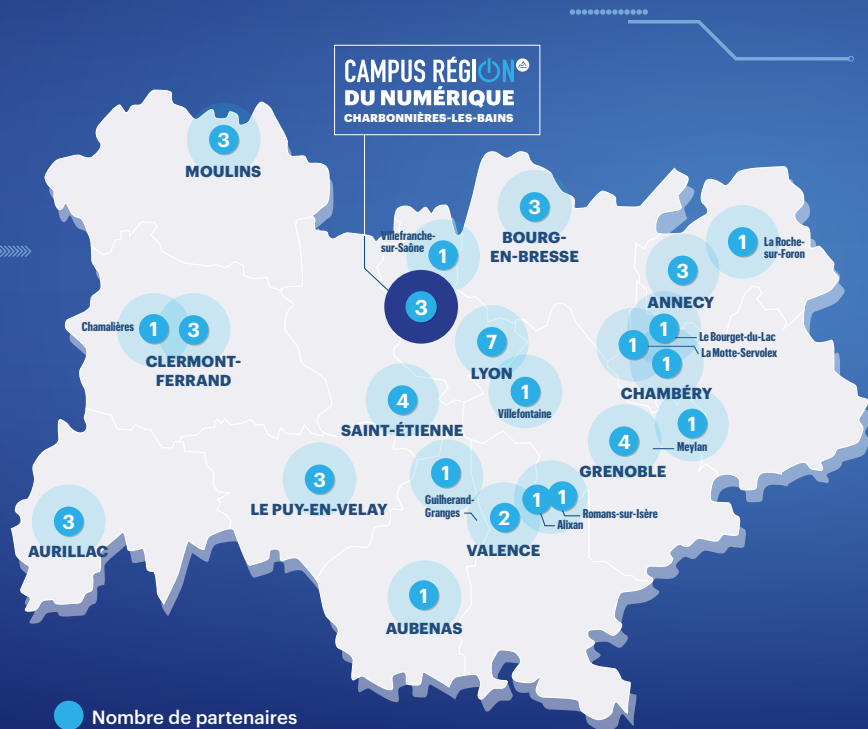 CAMPUS RÉGION
DU NUMÉRIQUE
CHARBONNIÈRES-LES-BAINS
3
MOULINS
3
BOURG-
EN-BRESSE
Villefranche-
sur-Saône
1
1
La Roche-
sur-Foron
3
ANNECY
3
Chamalières
1
3
CLERMONT-
FERRAND
7
LYON
1
Le Bourget-du-Lac
1
La Motte-Servolex
1
CHAMBÉRY
1
Villefontaine
4
SAINT-ÉTIENNE
1
Meylan
4
GRENOBLE
3
LE PUY-EN-VELAY
1
Guilherand-
Granges
1
1
Romans-sur-Isère
Alixan
2
VALENCE
3
AURILLAC
1
AUBENAS
Nombre de partenaires